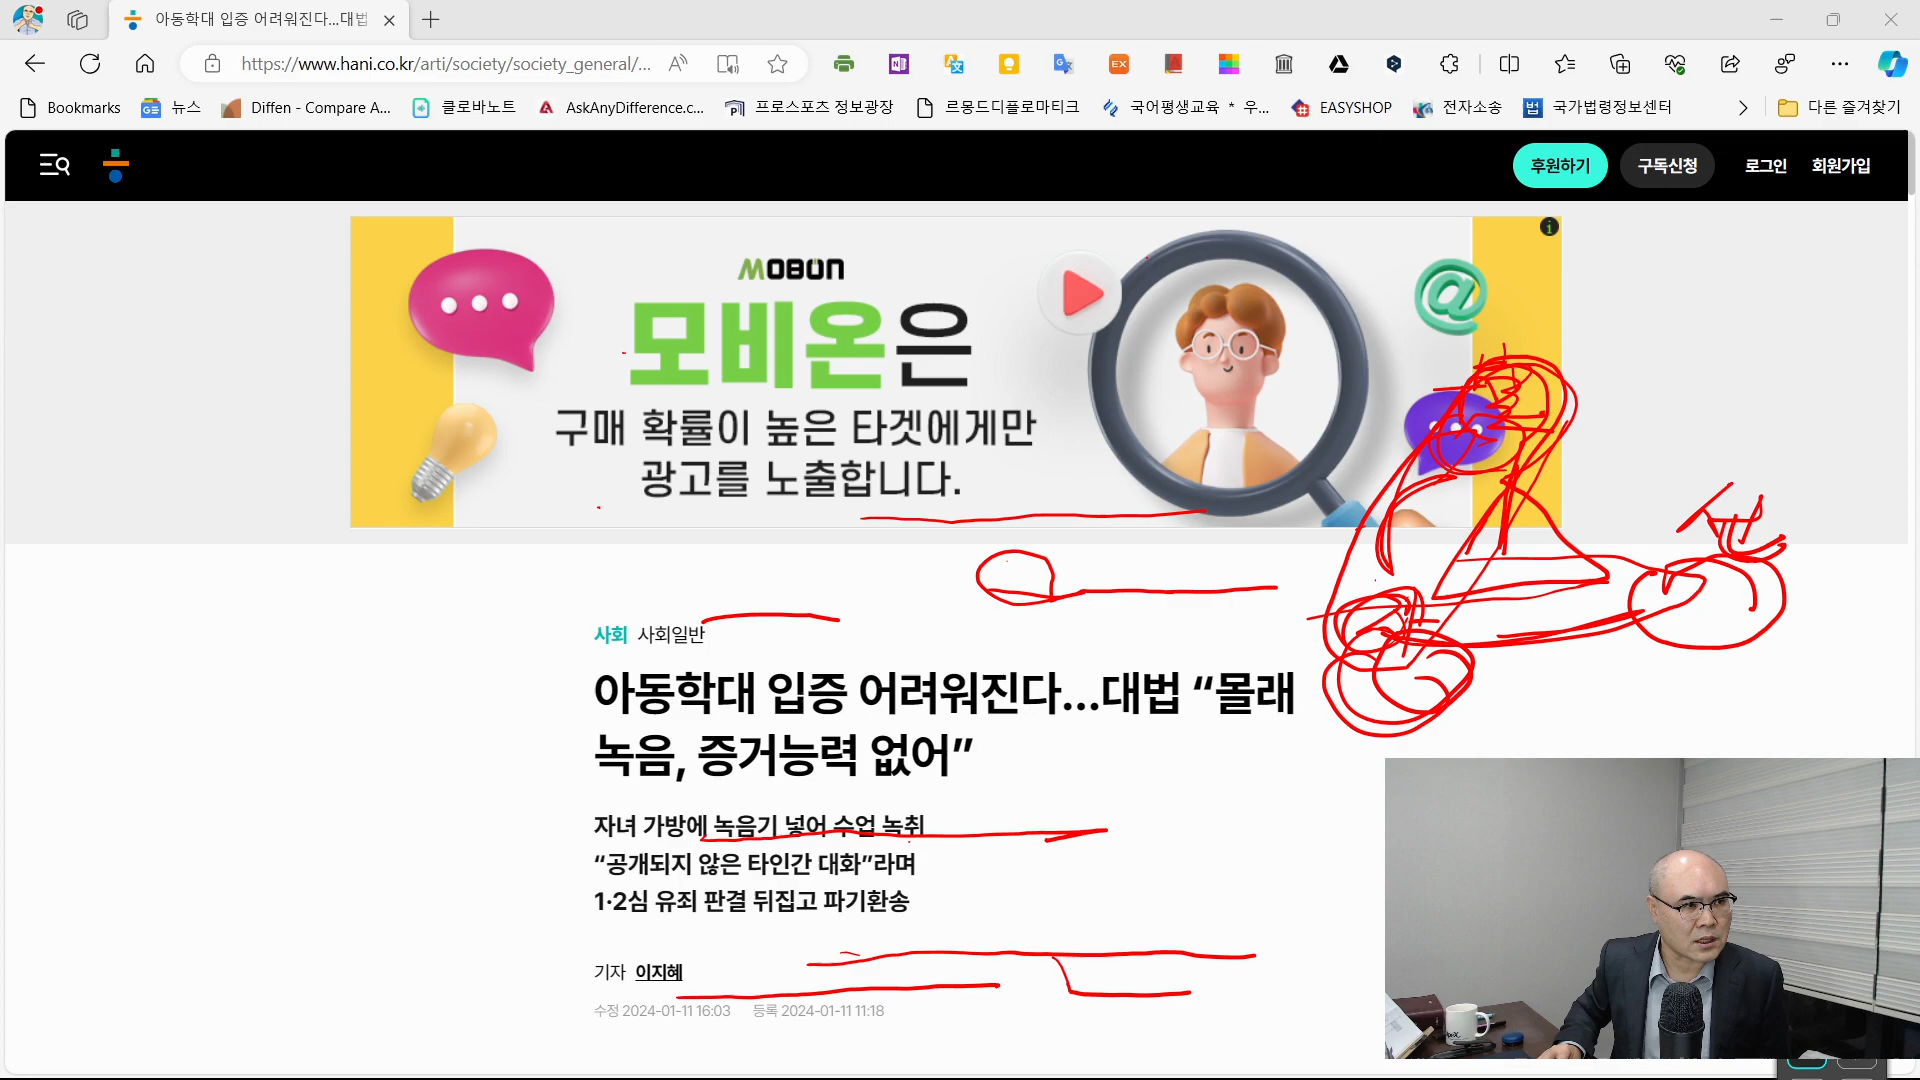 아동학대 입증 어려워진다...대법
https://www.hani.co.kr/arti/society/society_general/...
Bookmarks 뉴스 Diffen - Compare A... 클로바노트 AskAnyDifference.c... 프로스포츠 정보광장 르몽드디플로마티크 국어평생교육 * 우... EASYSHOP 전자소송 국가법령정보센터 다른 즐겨찾기
후원하기 구독신청 로그인 회원가입
MOBON
모비온은
구매 확률이 높은 타겟에게만
광고를 노출합니다.
사회 사회일반
아동학대 입증 어려워진다...대법 “몰래
녹음, 증거능력 없어”
자녀 가방에 녹음기 넣어 수업 녹취
“공개되지 않은 타인간 대화”라며
1·2심 유죄 판결 뒤집고 파기환송
기자 이지혜
수정 2024-01-11 16:03 등록 2024-01-11 11:18